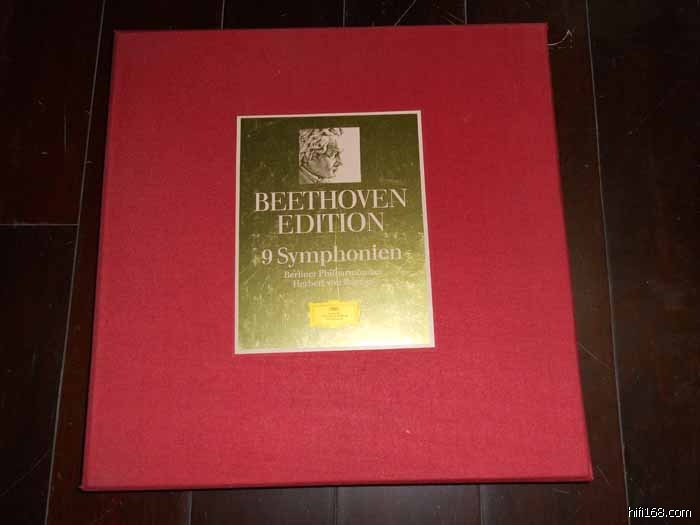 BEETHOVEN
EDITION
9 Symphonien
Berliner Philharmoniker
Herbert von Karajan
hifi168.com